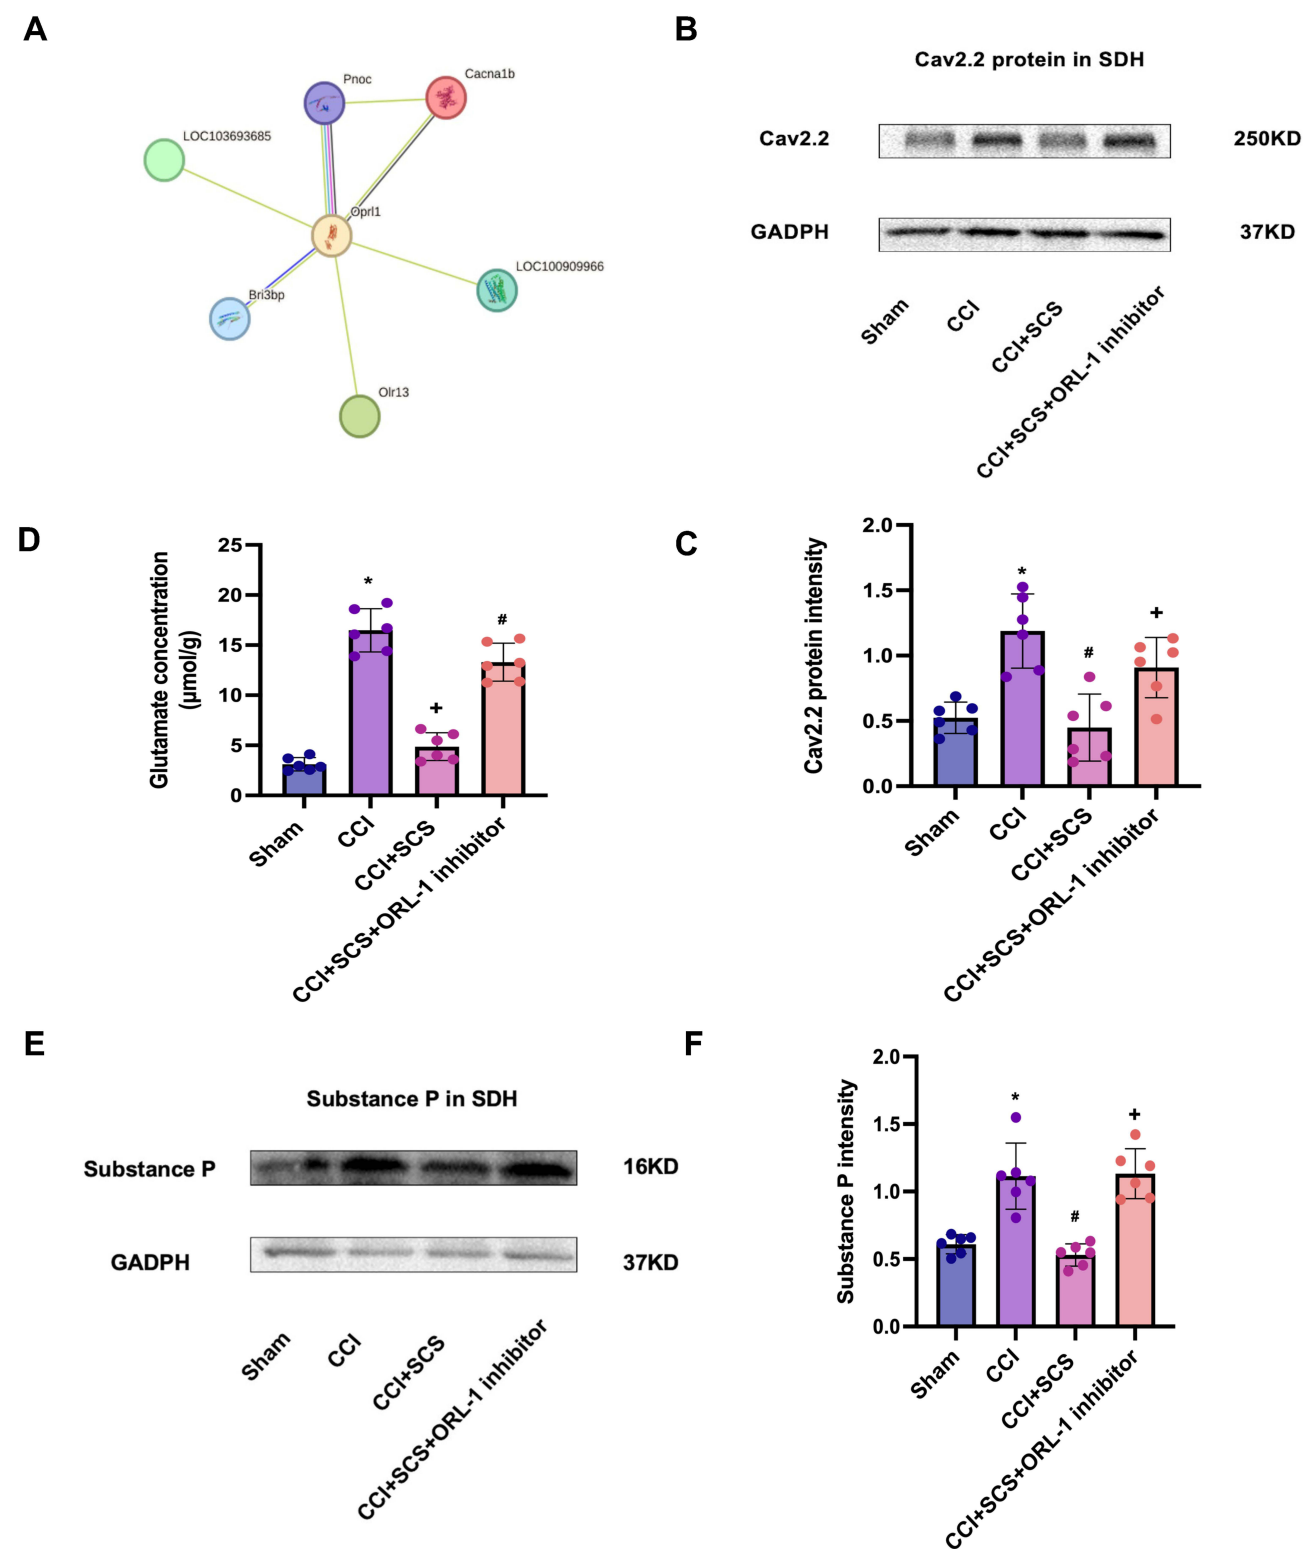 A
Pnoc
Cacna1b
LOC103693685
Oprl1
LOC100909966
Bri3bp
Olr13
B
Cav2.2 protein in SDH
Cav2.2
250KD
GADPH
37KD
Sham
CCI
CCI+SCS
CCI+SCS+ORL-1 inhibitor
D
Glutamate concentration
(μmol/g)
25
20
15
10
5
0
*
+
#
Sham
CCI
CCI+SCS
CCI+SCS+ORL-1 inhibitor
C
Cav2.2 protein intensity
2.0
1.5
1.0
0.5
0.0
*
#
+
Sham
CCI
CCI+SCS
CCI+SCS+ORL-1 inhibitor
E
Substance P in SDH
Substance P
16KD
GADPH
37KD
Sham
CCI
CCI+SCS
CCI+SCS+ORL-1 inhibitor
F
Substance P intensity
2.0
1.5
1.0
0.5
0.0
*
#
+
Sham
CCI
CCI+SCS
CCI+SCS+ORL-1 inhibitor